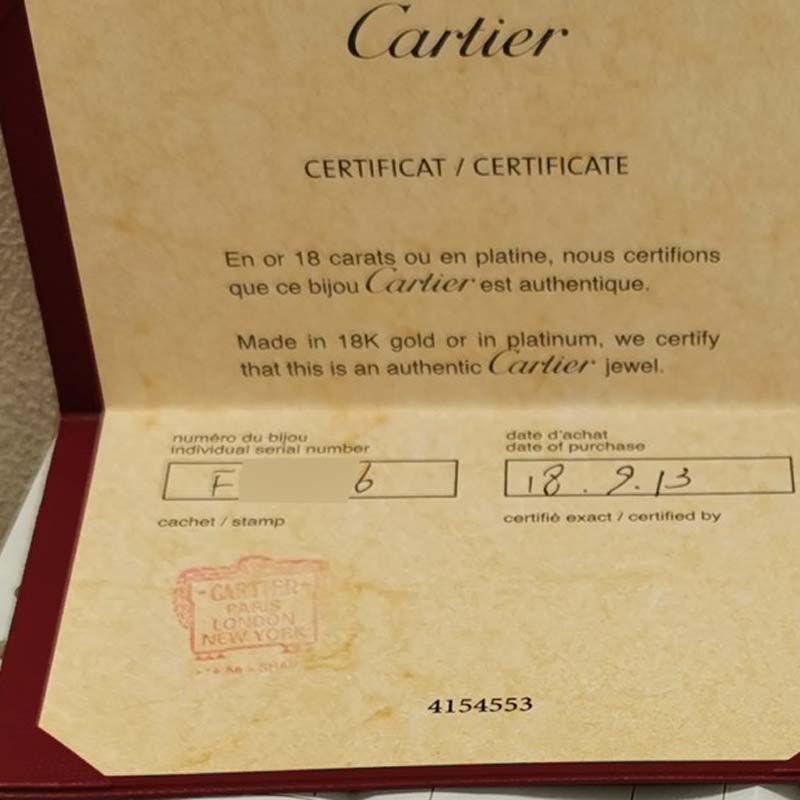 Cartier
CERTIFICAT / CERTIFICATE
En or 18 carats ou en platine, nous certifions
que ce bijou Cartier est authentique.
Made in 18K gold or in platinum, we certify
that this is an authentic Cartier jewel.
numéro du bijou
individual serial number
F 6
date d'achat
date of purchase
18.9.13
cachet / stamp
certifié exact / certified by
-CARTIER-
PARIS
LONDON
NEW YORK
4154553